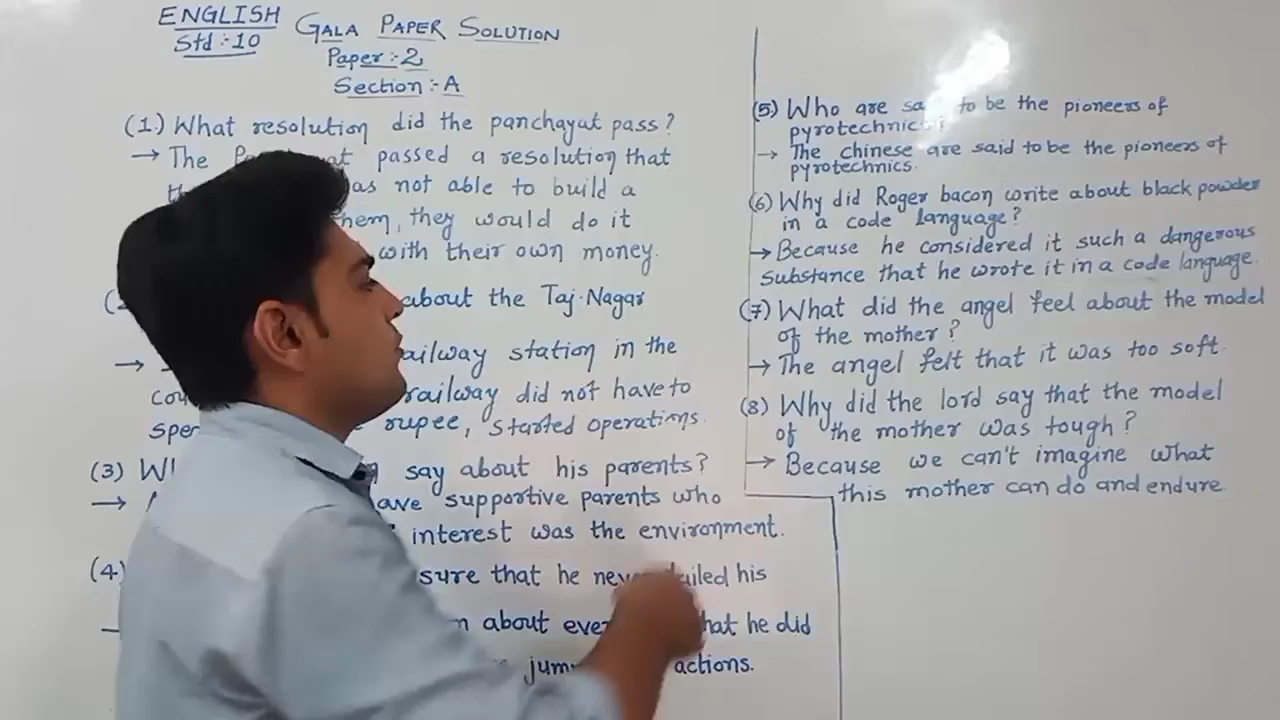 ENGLISH
Std :- 10
GALA PAPER SOLUTION
Paper :- 2
Section :- A
(1.) What resolution did the panchayat pass?
→ The passed a resolution that
as not able to build a
them, they would do it
with their own money.
about the Taj-Nagar
→ railway station in the
railway did not have to
rupee, started operations.
(3) say about his parents?
→ have supportive parents who
interest was the environment.
(4) sure that he never failed his
about that he did
actions.
(5) Who are to be the pioneers of
pyrotechnics?
→ The chinese are said to be the pioneers of
pyrotechnics.
(6) Why did Roger bacon write about black powder
in a code language?
→ Because he considered it such a dangerous
substance that he wrote it in a code language.
(7) What did the angel feel about the model
of the mother?
→ The angel felt that it was too soft.
(8) Why did the lord say that the model
of the mother was tough?
→ Because we can't imagine what
this mother can do and endure